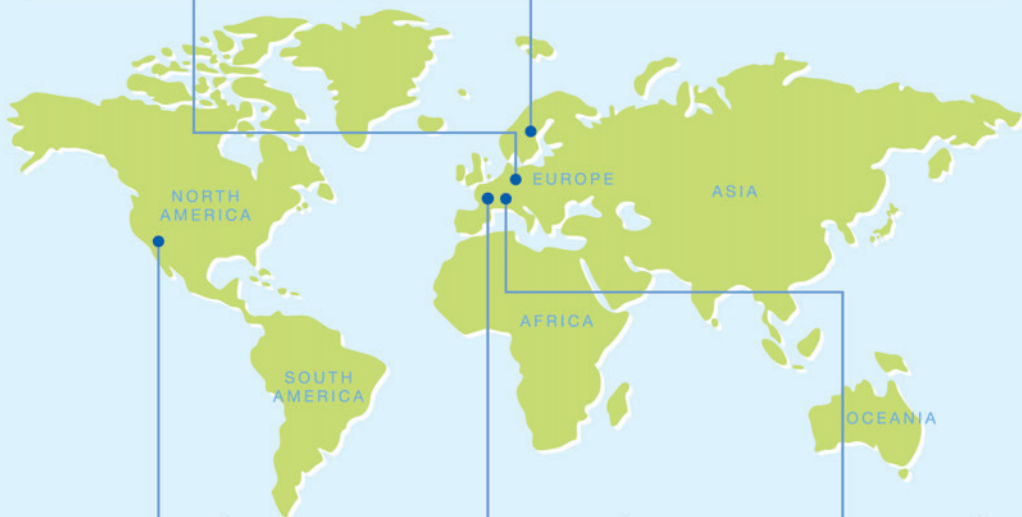 NORTH
AMERICA
EUROPE
ASIA
AFRICA
SOUTH
AMERICA
OCEANIA